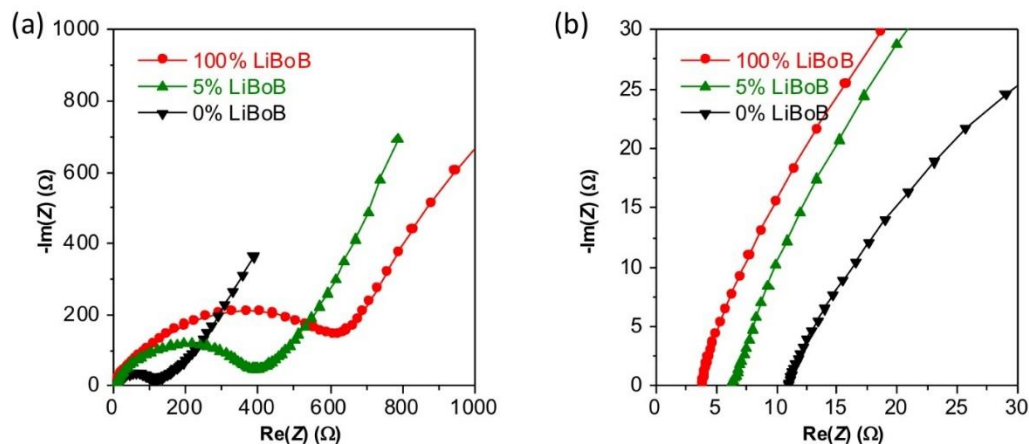 (a)
1000
800
600
400
200
0
-Im(Z) (Ω)
100% LiBoB
5% LiBoB
0% LiBoB
0 200 400 600 800 1000
Re(Z) (Ω)
(b)
30
25
20
15
10
5
0
-Im(Z) (Ω)
100% LiBoB
5% LiBoB
0% LiBoB
0 5 10 15 20 25 30
Re(Z) (Ω)